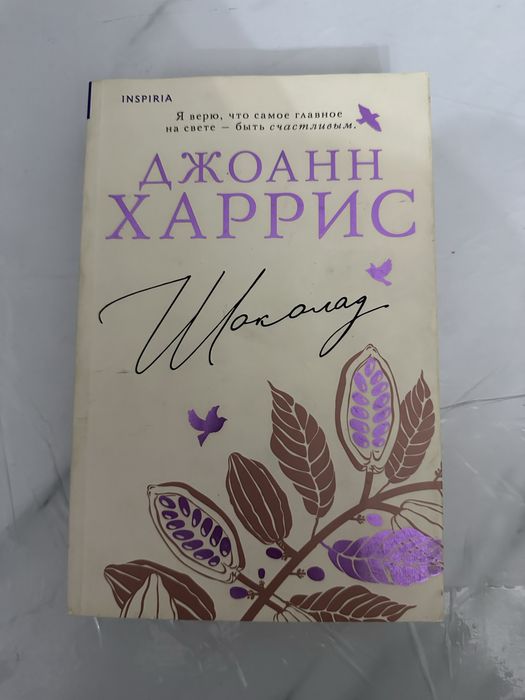 INSPIRIA
Я верю, что самое главное
на свете – быть счастливым.
ДЖОАНН
ХАРРИС
Шоколад